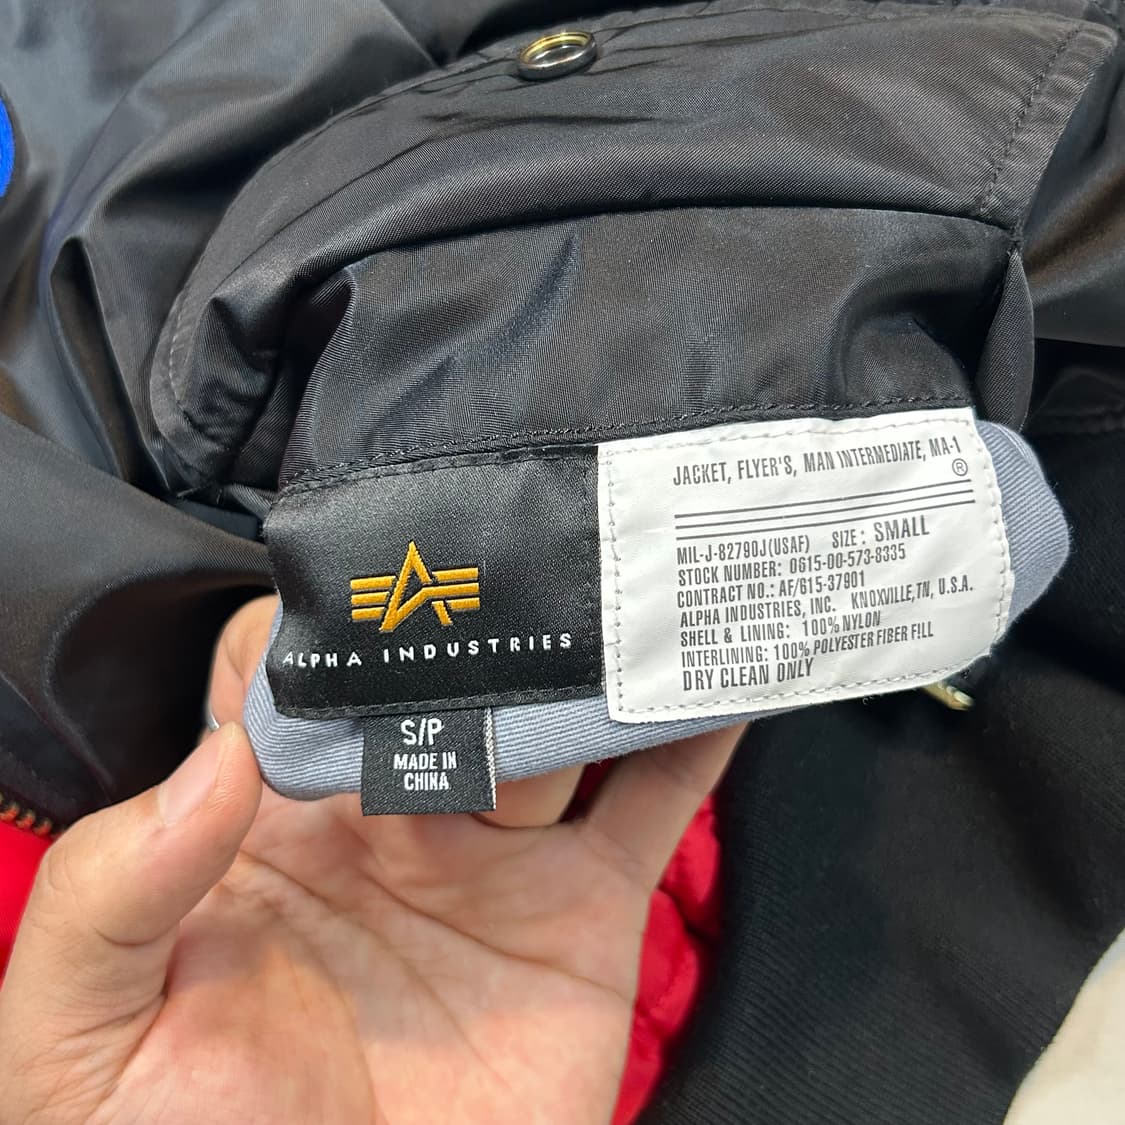 ALPHA INDUSTRIES
S/P
MADE IN
CHINA
JACKET, FLYER'S, MAN INTERMEDIATE, MA-1
®
MIL-J-82790J(USAF) SIZE: SMALL
STOCK NUMBER: 0615-00-573-8335
CONTRACT NO.: AF/615-37901
ALPHA INDUSTRIES, INC. KNOXVILLE,TN, U.S.A.
SHELL & LINING: 100% NYLON
INTERLINING: 100% POLYESTER FIBER FILL
DRY CLEAN ONLY